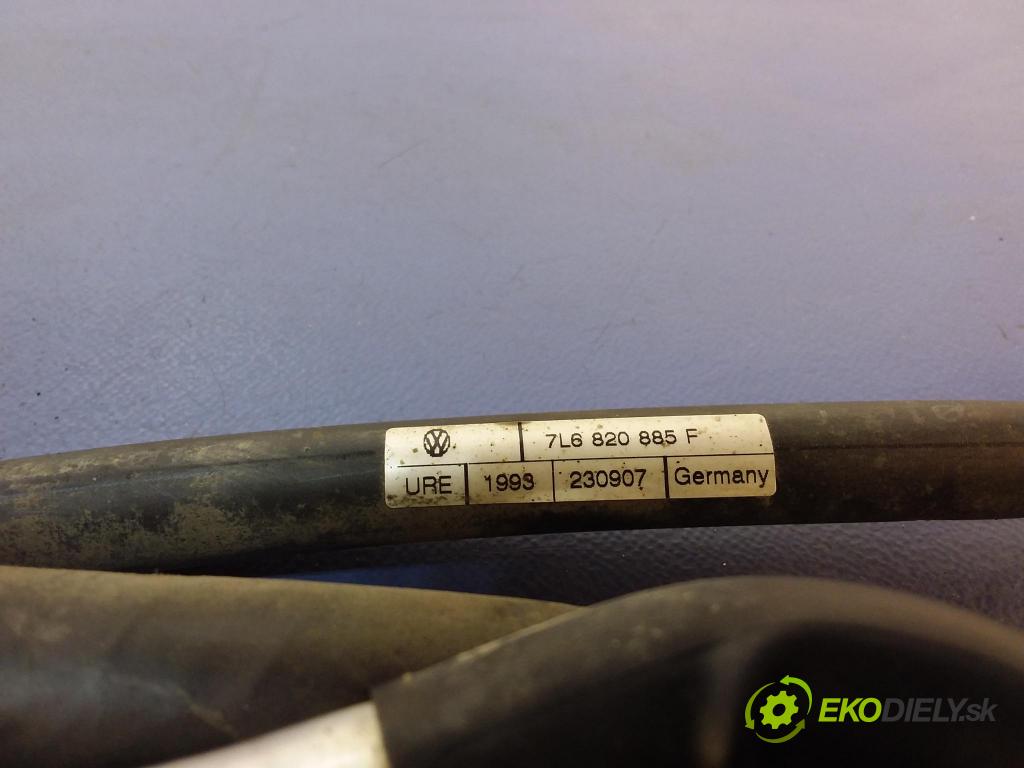 7L6 820 885 F
URE 1993 230907 Germany
EKODIELY.sk